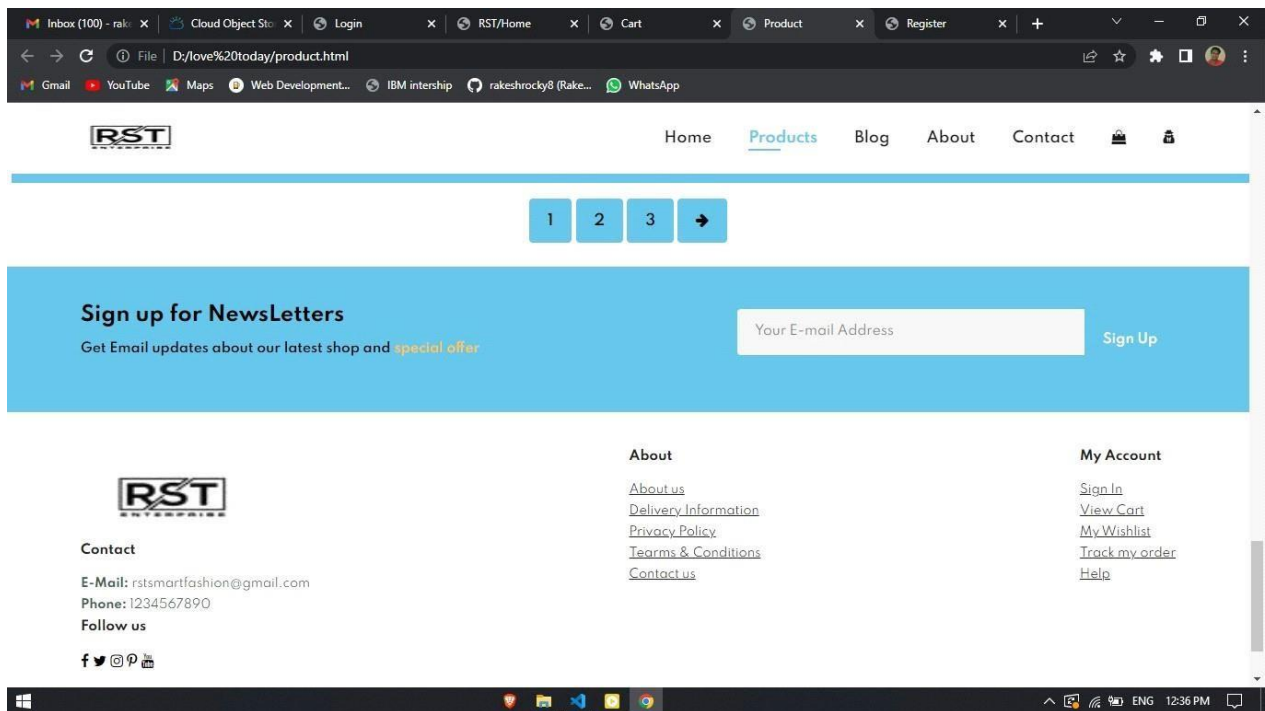 Inbox (100) - rak
Cloud Object Sto
Login
RST/Home
Cart
Product
Register
File
D:/love%20today/product.html
Gmail
YouTube
Maps
Web Development...
IBM intership
rakeshrocky8 (Rake...
WhatsApp
RST
ENTERPRISE
Home
Products
Blog
About
Contact
1 2 3
Sign up for NewsLetters
Get Email updates about our latest shop and special offer
Your E-mail Address
Sign Up
RST
ENTERPRISE
Contact
E-Mail: rstsmartfashion@gmail.com
Phone: 1234567890
Follow us
About
About us
Delivery Information
Privacy Policy
Tearms & Conditions
Contact us
My Account
Sign In
View Cart
My Wishlist
Track my order
Help
ENG 12:36 PM